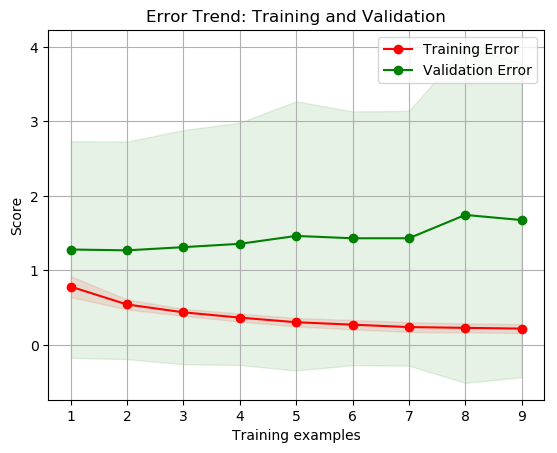 Error Trend: Training and Validation
Training Error
Validation Error
Score
4
3
2
1
0
1 2 3 4 5 6 7 8 9
Training examples